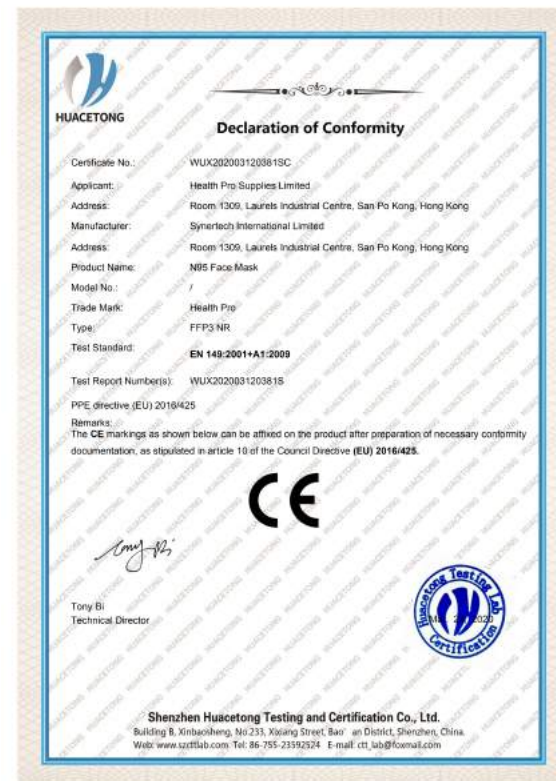 HUACETONG
Declaration of Conformity
Certificate No.: WUX202003120381SC
Applicant: Health Pro Supplies Limited
Address: Room 1309, Laurels Industrial Centre, San Po Kong, Hong Kong
Manufacturer: Synertech International Limited
Address: Room 1309, Laurels Industrial Centre, San Po Kong, Hong Kong
Product Name: N95 Face Mask
Model No.: /
Trade Mark: Health Pro
Type: FFP3 NR
Test Standard: EN 149:2001+A1:2009
Test Report Number(s): WUX202003120381S
PPE directive (EU) 2016/425
Remarks:
The CE markings as shown below can be affixed on the product after preparation of necessary conformity
documentation, as stipulated in article 10 of the Council Directive (EU) 2016/425.
CE
Tony Bi
Tony Bi
Technical Director
Huacetong Testing Lab
2020
Certification
Shenzhen Huacetong Testing and Certification Co., Ltd.
Building B, Xinbaosheng, No.233, Xixiang Street, Bao' an District, Shenzhen, China.
Web: www.szcttlab.com Tel: 86-755-23592524 E-mail: ctt_lab@foxmail.com